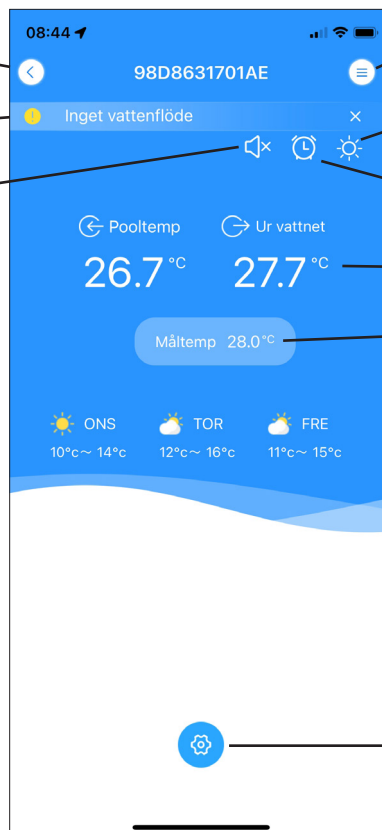 08:44
98D8631701AE
Inget vattenflöde
Pooltemp Ur vattnet
26.7 °C 27.7 °C
Måltemp 28.0°C
ONS TOR FRE
10°c～ 14°c 12°c～ 16°c 11°c～ 15°c